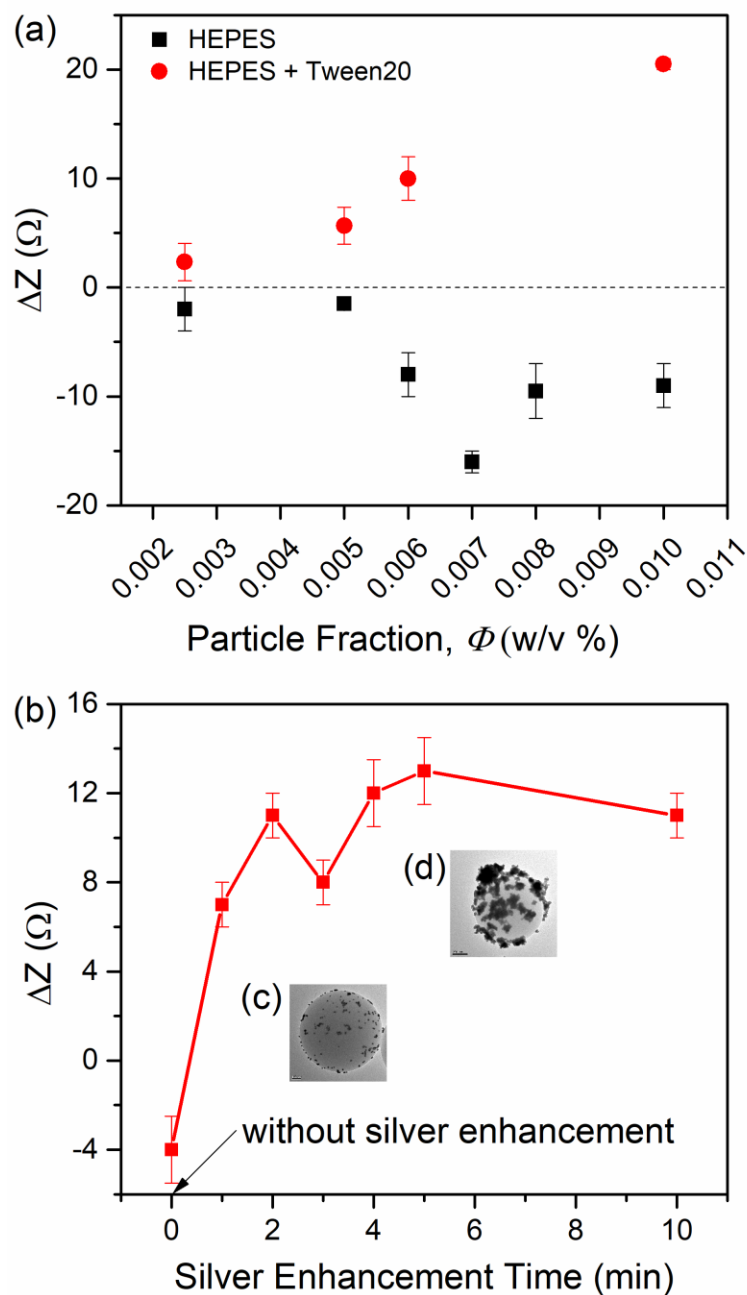 (a)
HEPES
HEPES + Tween20
20
10
0
-10
-20
ΔZ (Ω)
0.002
0.003
0.004
0.005
0.006
0.007
0.008
0.009
0.010
0.011
Particle Fraction, Φ (w/v %)
(b)
16
12
8
4
0
-4
ΔZ (Ω)
(d)
(c)
without silver enhancement
0
2
4
6
8
10
Silver Enhancement Time (min)